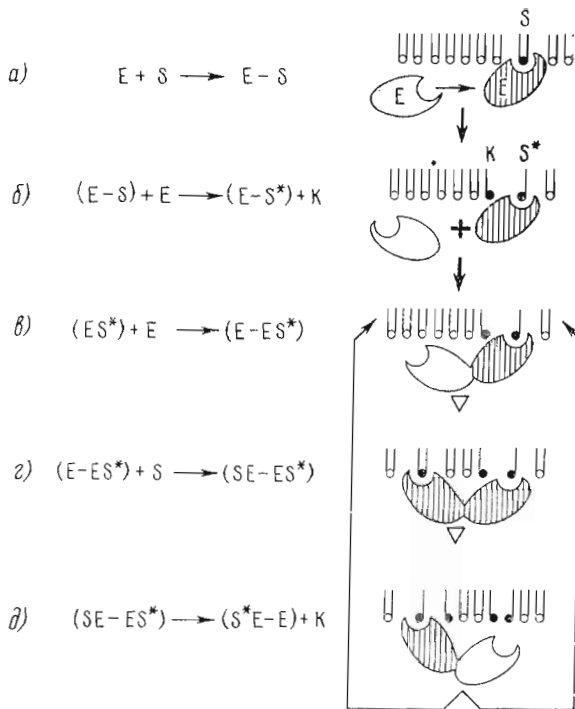 S
а) E + S → E – S
E E
K S*
б) (E–S) + E → (E–S*) + K
+
в) (ES*) + E → (E–ES*)
г) (E–ES*) + S → (SE–ES*)
д) (SE–ES*) → (S*E–E) + K